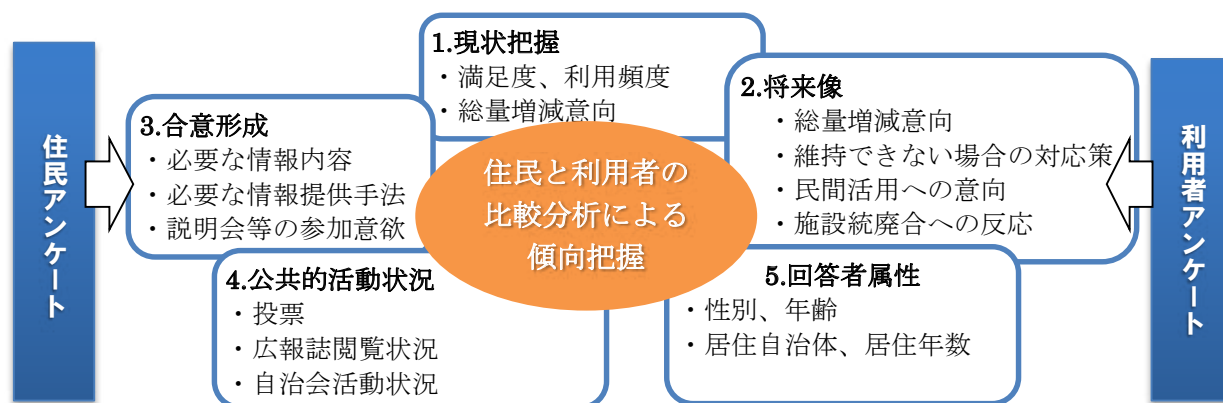 住民アンケート
1.現状把握
・満足度、利用頻度
・総量増減意向
2.将来像
・総量増減意向
・維持できない場合の対応策
・民間活用への意向
・施設統廃合への反応
3.合意形成
・必要な情報内容
・必要な情報提供手法
・説明会等の参加意欲
住民と利用者の
比較分析による
傾向把握
4.公共的活動状況
・投票
・広報誌閲覧状況
・自治会活動状況
5.回答者属性
・性別、年齢
・居住自治体、居住年数
利用者アンケート